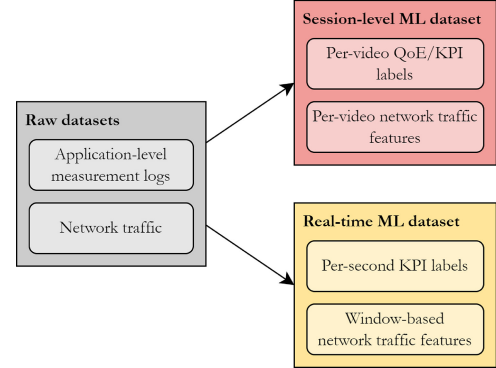 Raw datasets
Application-level
measurement logs
Network traffic
Session-level ML dataset
Per-video QoE/KPI
labels
Per-video network traffic
features
Real-time ML dataset
Per-second KPI labels
Window-based
network traffic features